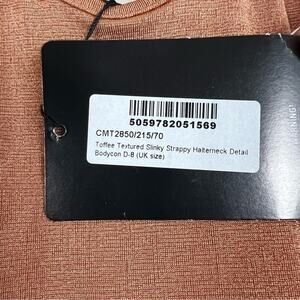 5059782051569
CMT2850/215/70
Toffee Textured Slinky Strappy Halterneck Detail
Bodycon D-8 (UK size)